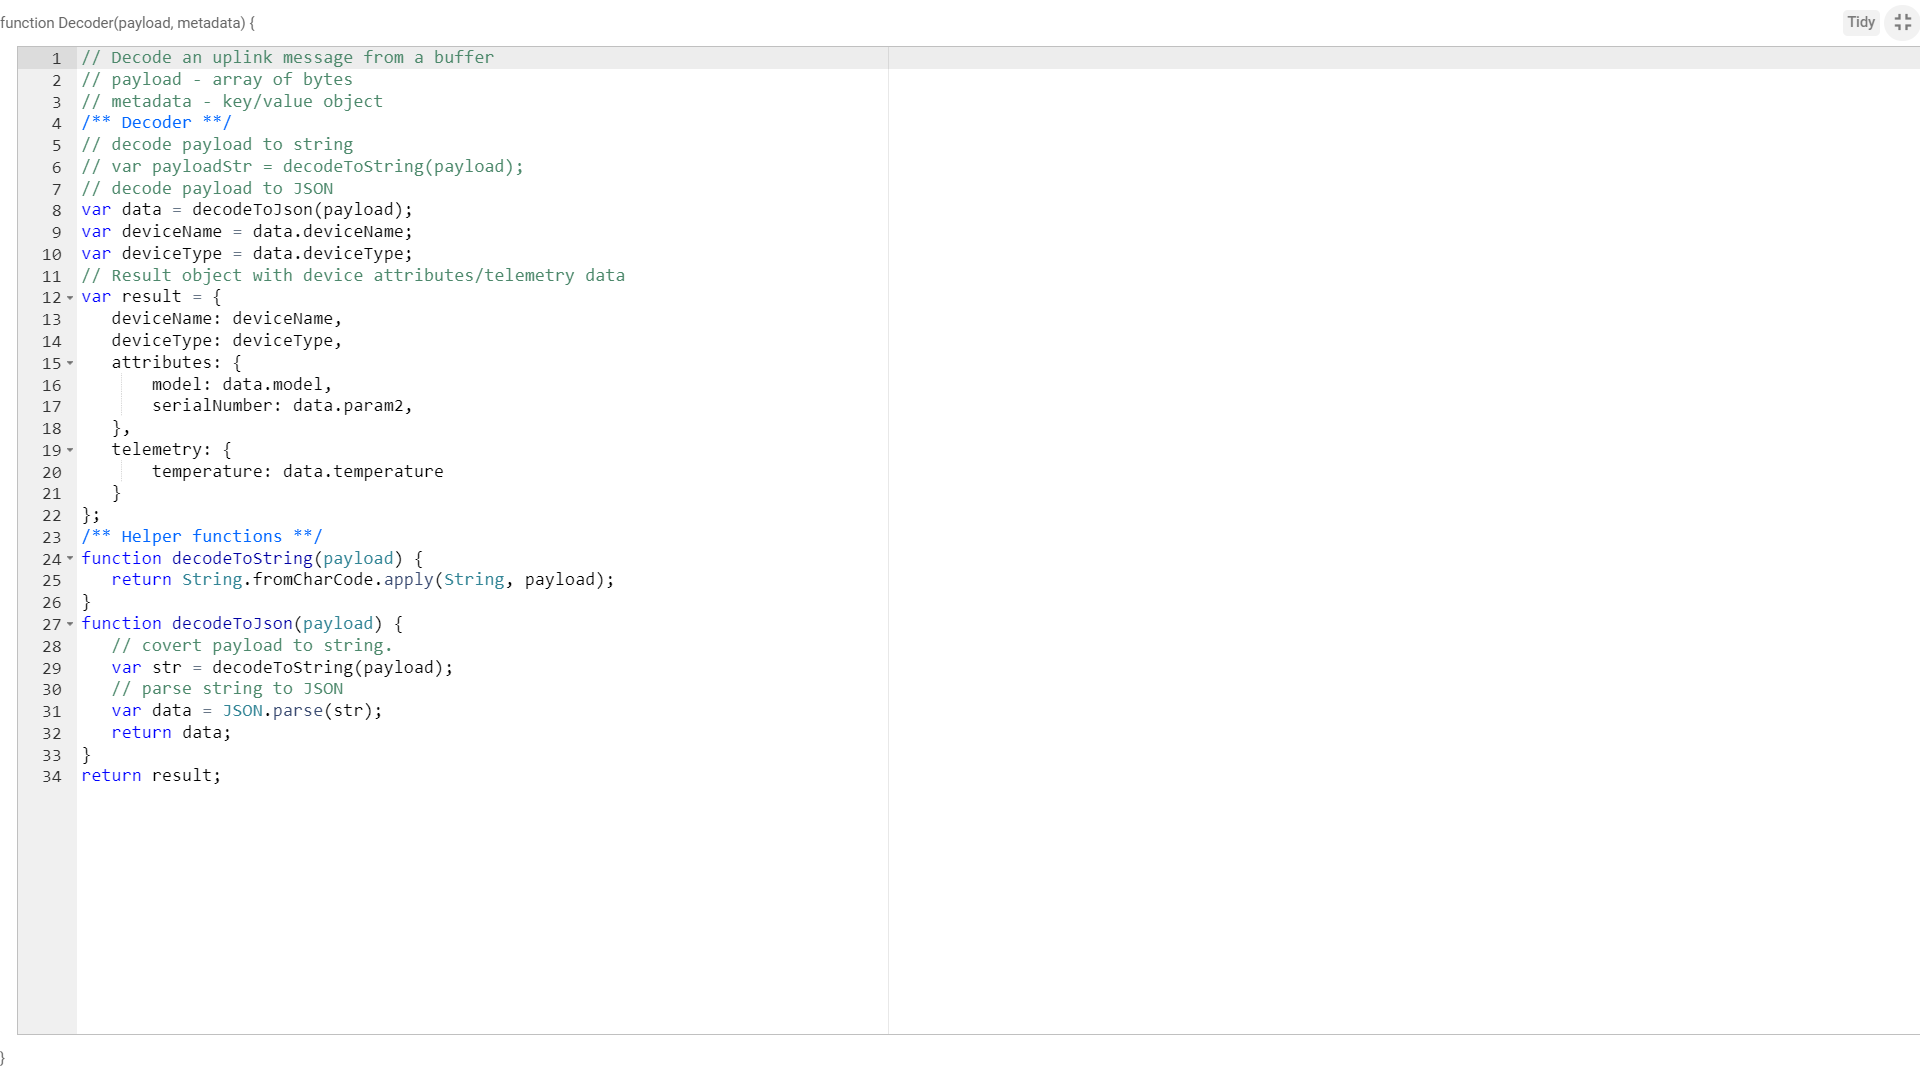 function Decoder(payload, metadata) {
Tidy
1 // Decode an uplink message from a buffer
2 // payload - array of bytes
3 // metadata - key/value object
4 /** Decoder **/
5 // decode payload to string
6 // var payloadStr = decodeToString(payload);
7 // decode payload to JSON
8 var data = decodeToJson(payload);
9 var deviceName = data.deviceName;
10 var deviceType = data.deviceType;
11 // Result object with device attributes/telemetry data
12 var result = {
13    deviceName: deviceName,
14    deviceType: deviceType,
15    attributes: {
16        model: data.model,
17        serialNumber: data.param2,
18    },
19    telemetry: {
20        temperature: data.temperature
21    }
22 };
23 /** Helper functions **/
24 function decodeToString(payload) {
25    return String.fromCharCode.apply(String, payload);
26 }
27 function decodeToJson(payload) {
28    // covert payload to string.
29    var str = decodeToString(payload);
30    // parse string to JSON
31    var data = JSON.parse(str);
32    return data;
33 }
34 return result;
}